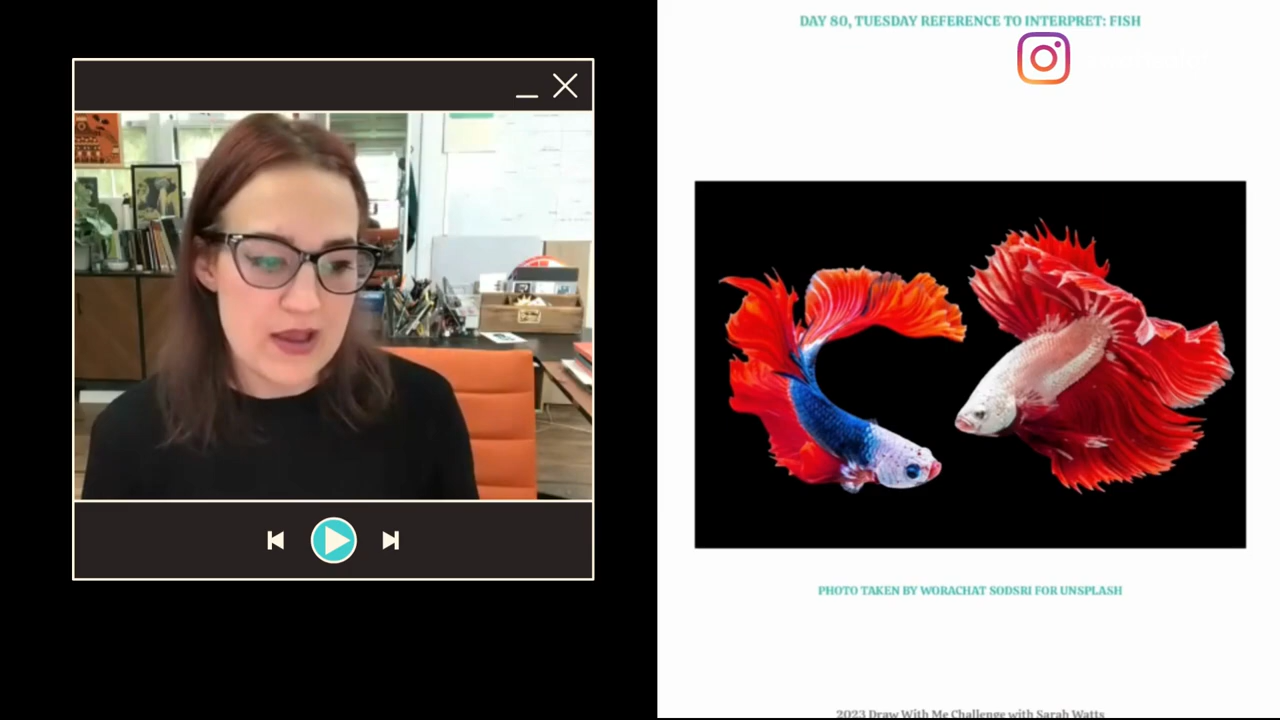 DAY 80, TUESDAY REFERENCE TO INTERPRET: FISH
PHOTO TAKEN BY WORACHAT SODSRI FOR UNSPLASH
2023 Draw With Me Challenge with Sarah Watts